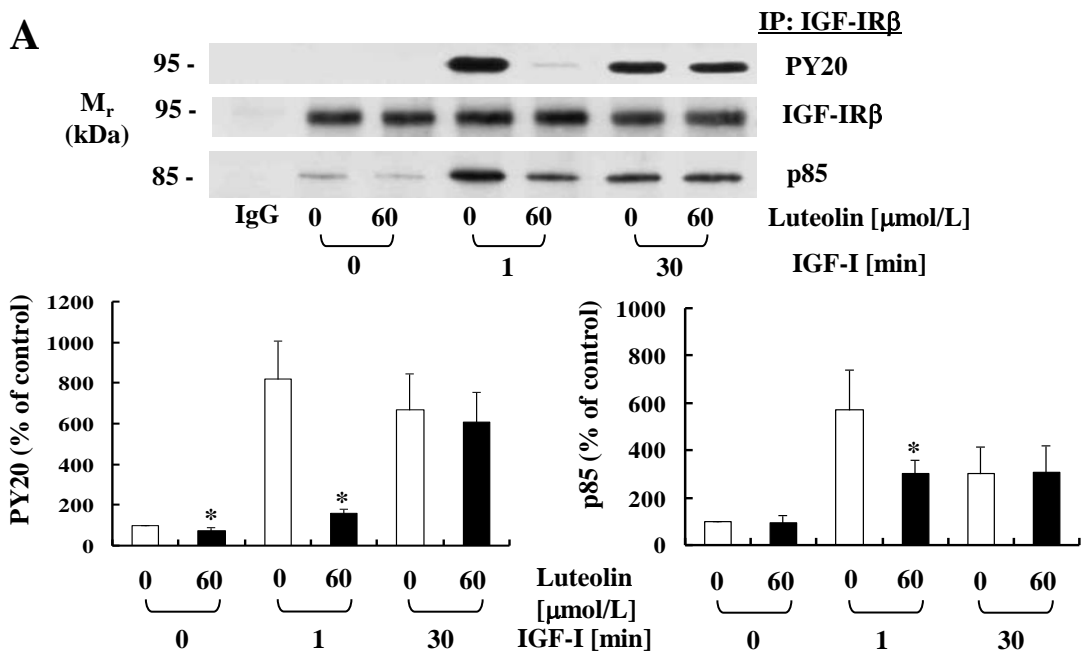 A
IP: IGF-IRβ
95 -
PY20
Mr
(kDa)
95 -
IGF-IRβ
85 -
p85
IgG 0 60 0 60 0 60 Luteolin [μmol/L]
0 1 30 IGF-I [min]
PY20 (% of control)
1200
1000
800
600
400
200
0
* *
0 60 0 60 0 60
0 1 30
Luteolin
[μmol/L]
IGF-I [min]
p85 (% of control)
1000
800
600
400
200
0
*
0 60 0 60 0 60
0 1 30